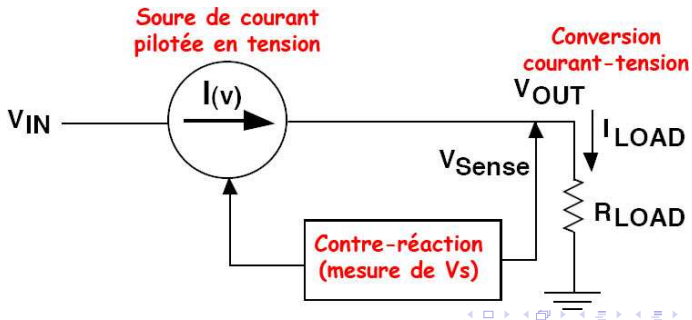 Soure de courant
pilotée en tension
Conversion
courant-tension
I(v)
VIN
VOUT
ILOAD
VSense
RLOAD
Contre-réaction
(mesure de Vs)